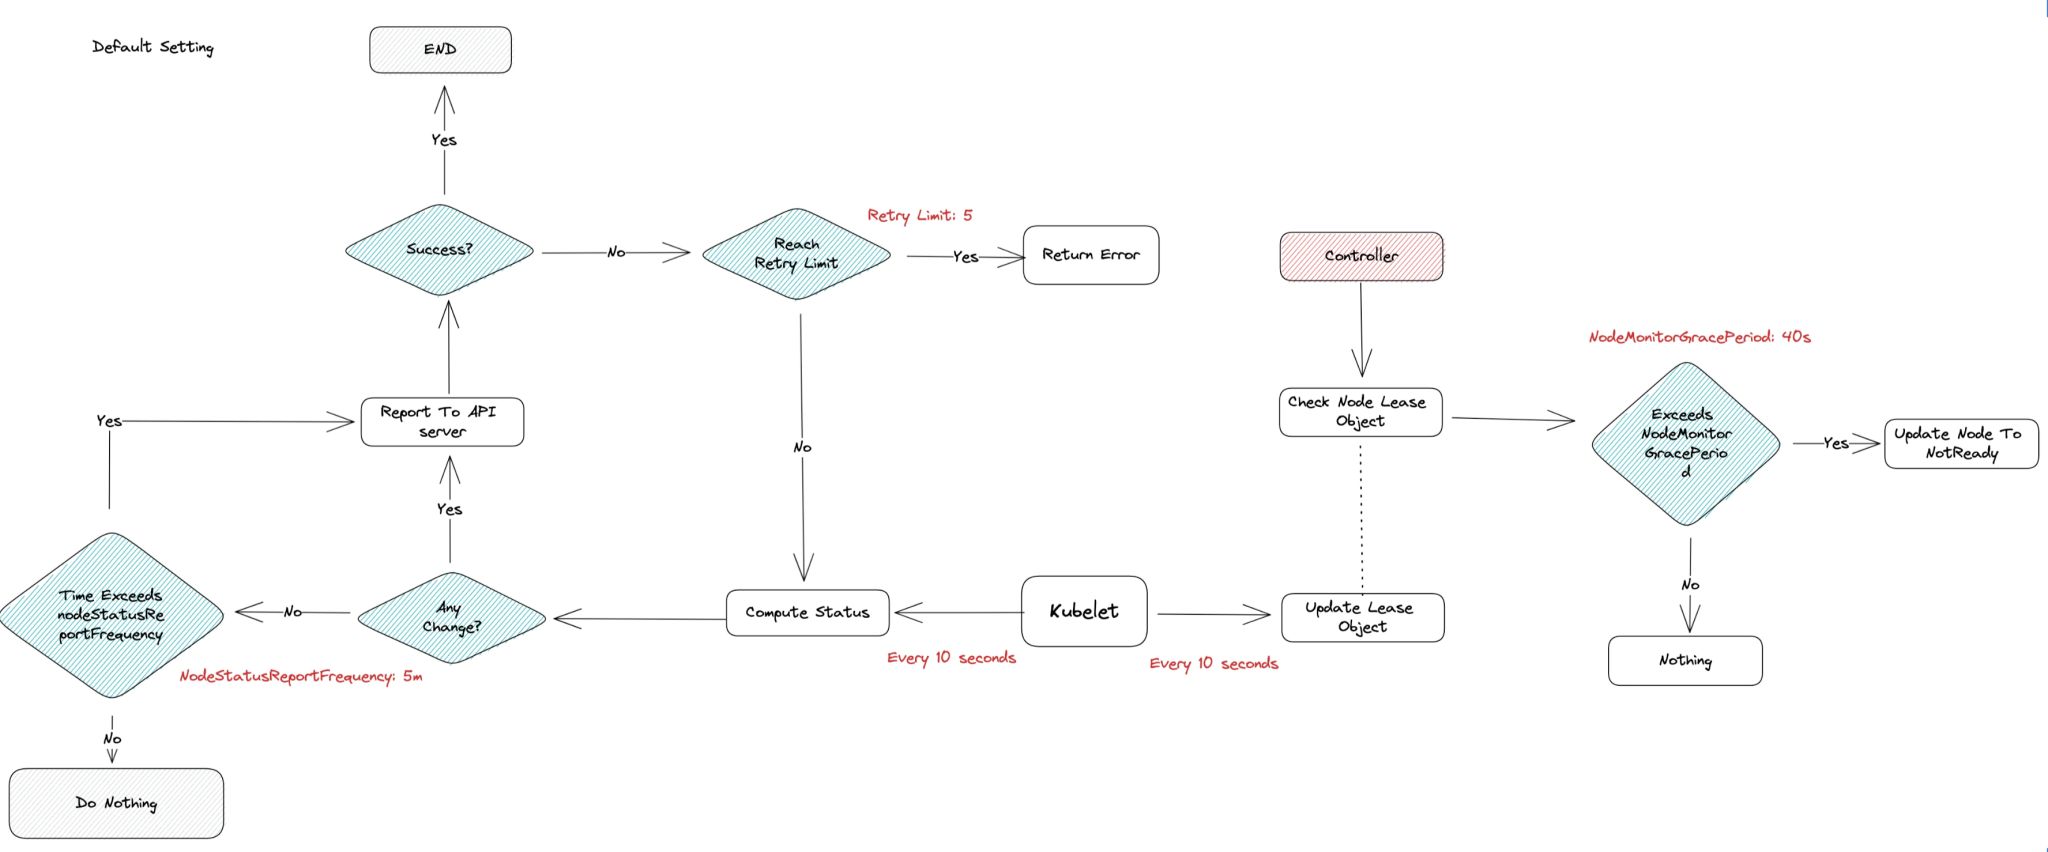 Default Setting
END
Yes
Success?
No
Reach
Retry Limit
Retry Limit: 5
Yes
Return Error
Controller
NodeMonitorGracePeriod: 40s
Yes
Report To API
server
Check Node Lease
Object
Exceeds
NodeMonitor
GracePerio
d
Yes
Update Node To
NotReady
No
Yes
Time Exceeds
nodeStatusRe
portFrequency
No
Any
Change?
Compute Status
Kubelet
Update Lease
Object
No
Every 10 seconds
Every 10 seconds
Nothing
NodeStatusReportFrequency: 5m
No
Do Nothing